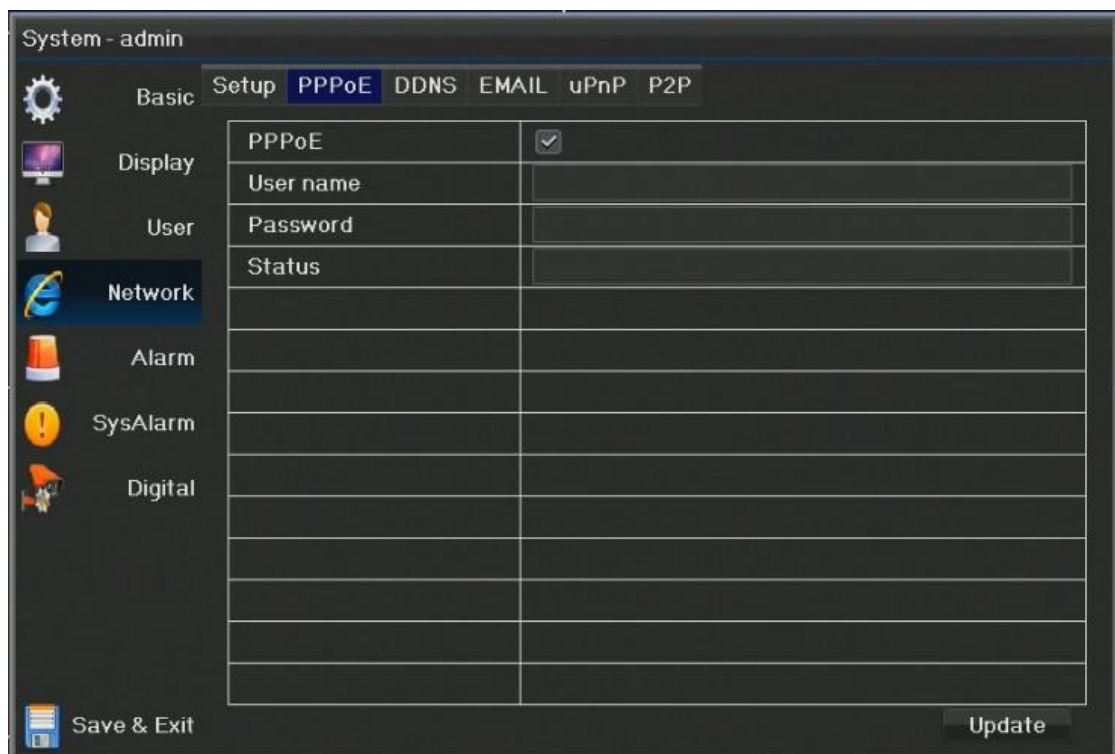 System - admin
Basic
Display
User
Network
Alarm
SysAlarm
Digital
Save & Exit
Setup PPPoE DDNS EMAIL uPnP P2P
PPPoE
User name
Password
Status
Update